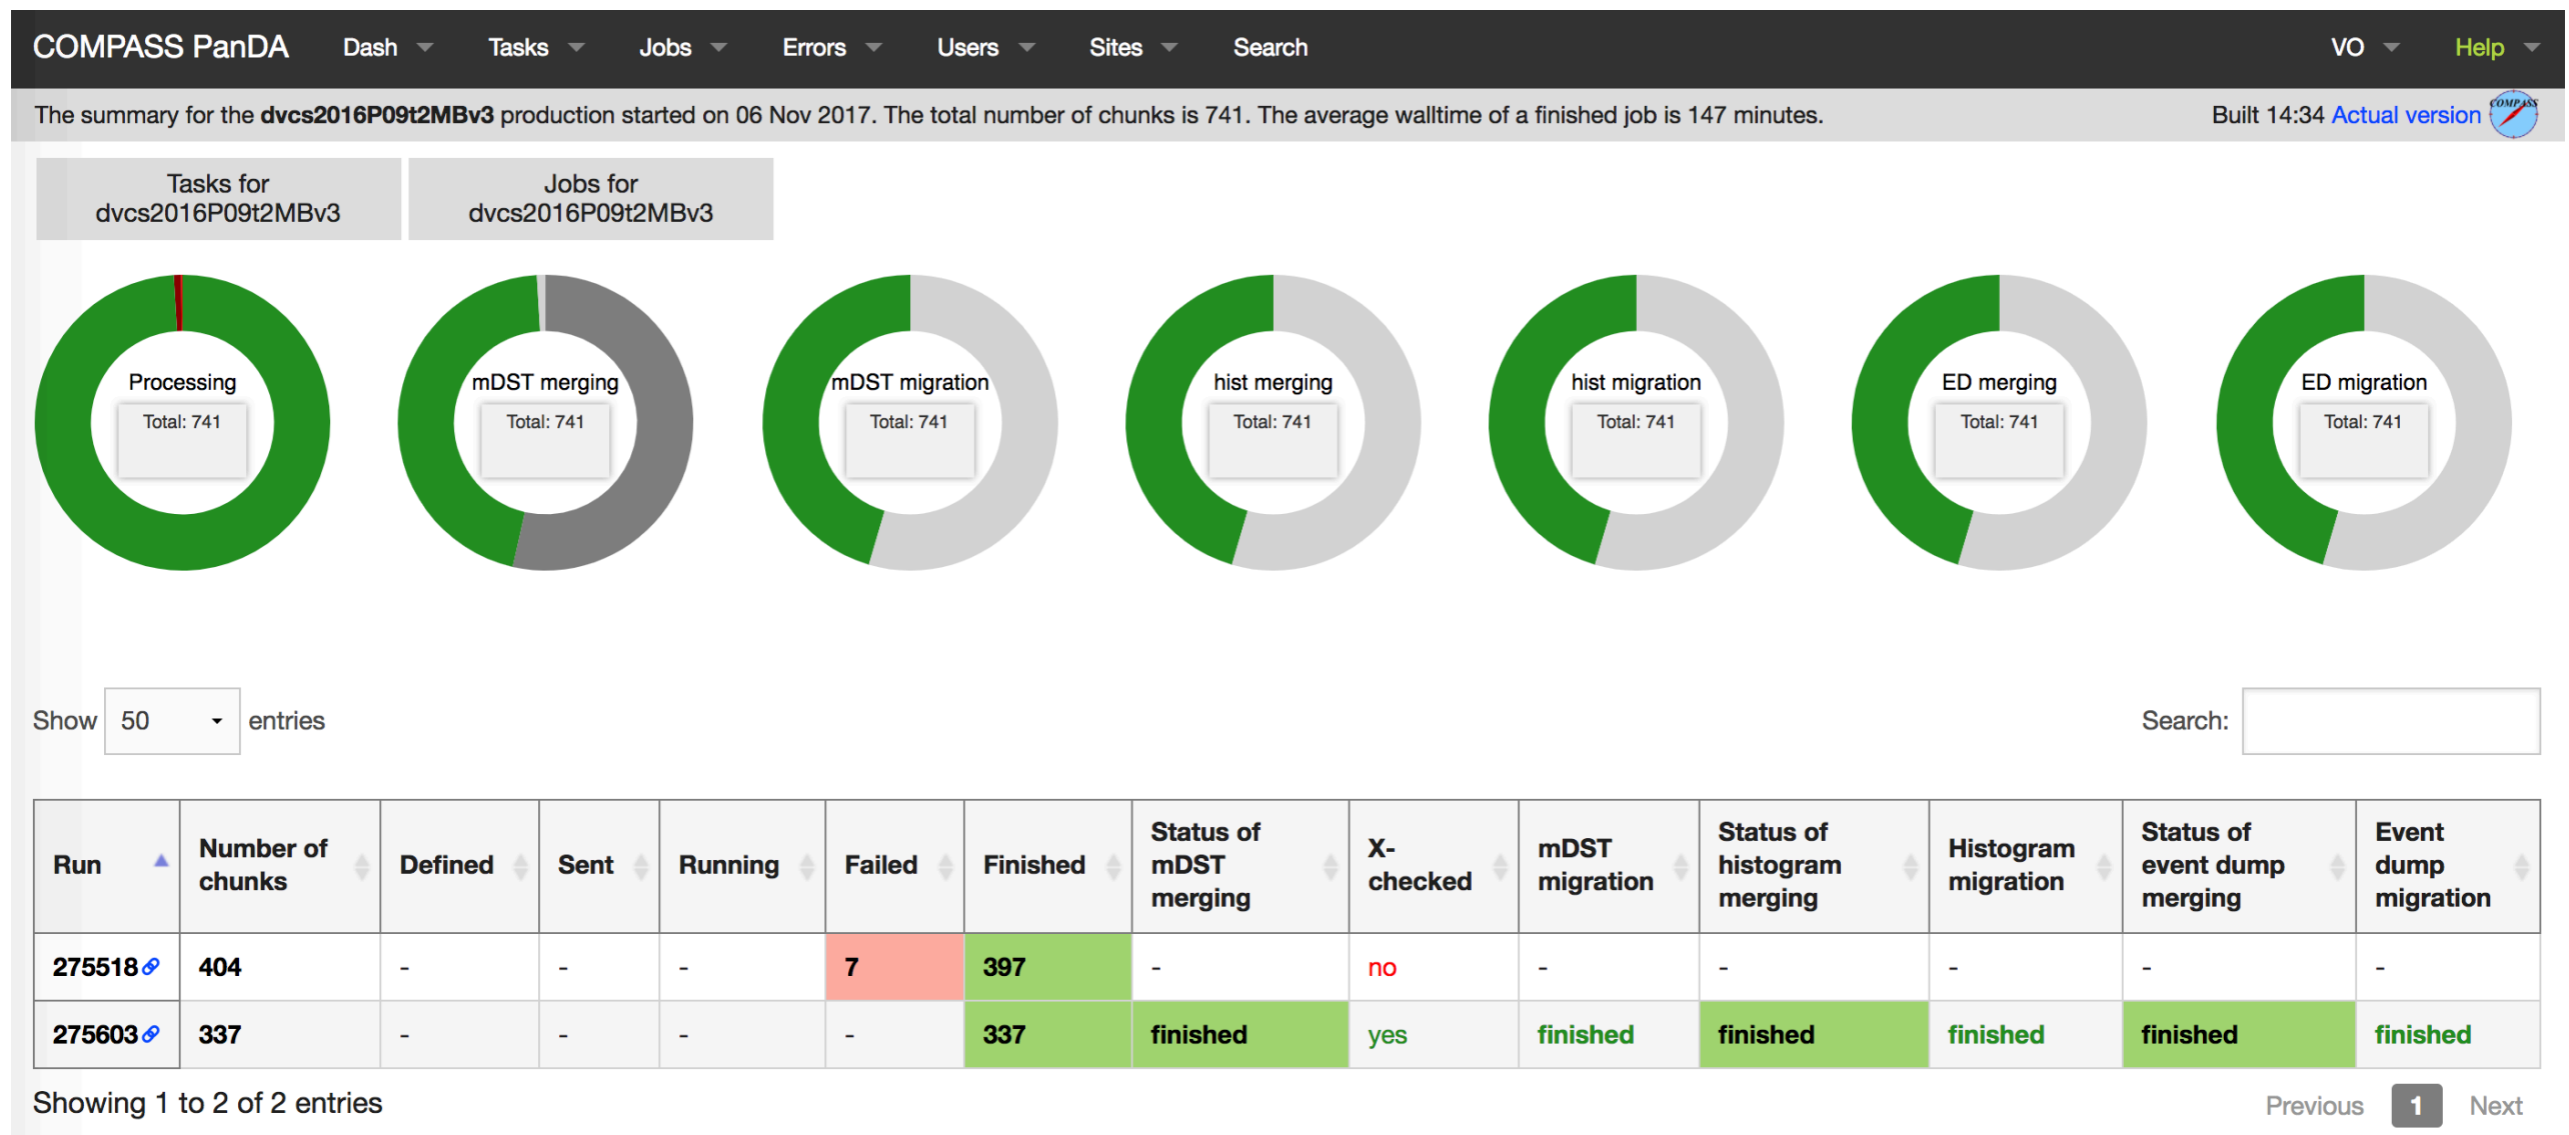 COMPASS PanDA Dash Tasks Jobs Errors Users Sites Search VO Help
The summary for the dvcs2016P09t2MBv3 production started on 06 Nov 2017. The total number of chunks is 741. The average walltime of a finished job is 147 minutes. Built 14:34 Actual version COMPASS
Tasks for
dvcs2016P09t2MBv3
Jobs for
dvcs2016P09t2MBv3
Processing
Total: 741
mDST merging
Total: 741
mDST migration
Total: 741
hist merging
Total: 741
hist migration
Total: 741
ED merging
Total: 741
ED migration
Total: 741
Show 50 entries Search:
Run
Number of
chunks
Defined
Sent
Running
Failed
Finished
Status of
mDST
merging
X-
checked
mDST
migration
Status of
histogram
merging
Histogram
migration
Status of
event dump
merging
Event
dump
migration
275518 404 - - - 7 397 - no - - - - -
275603 337 - - - - 337 finished yes finished finished finished finished finished
Showing 1 to 2 of 2 entries Previous 1 Next